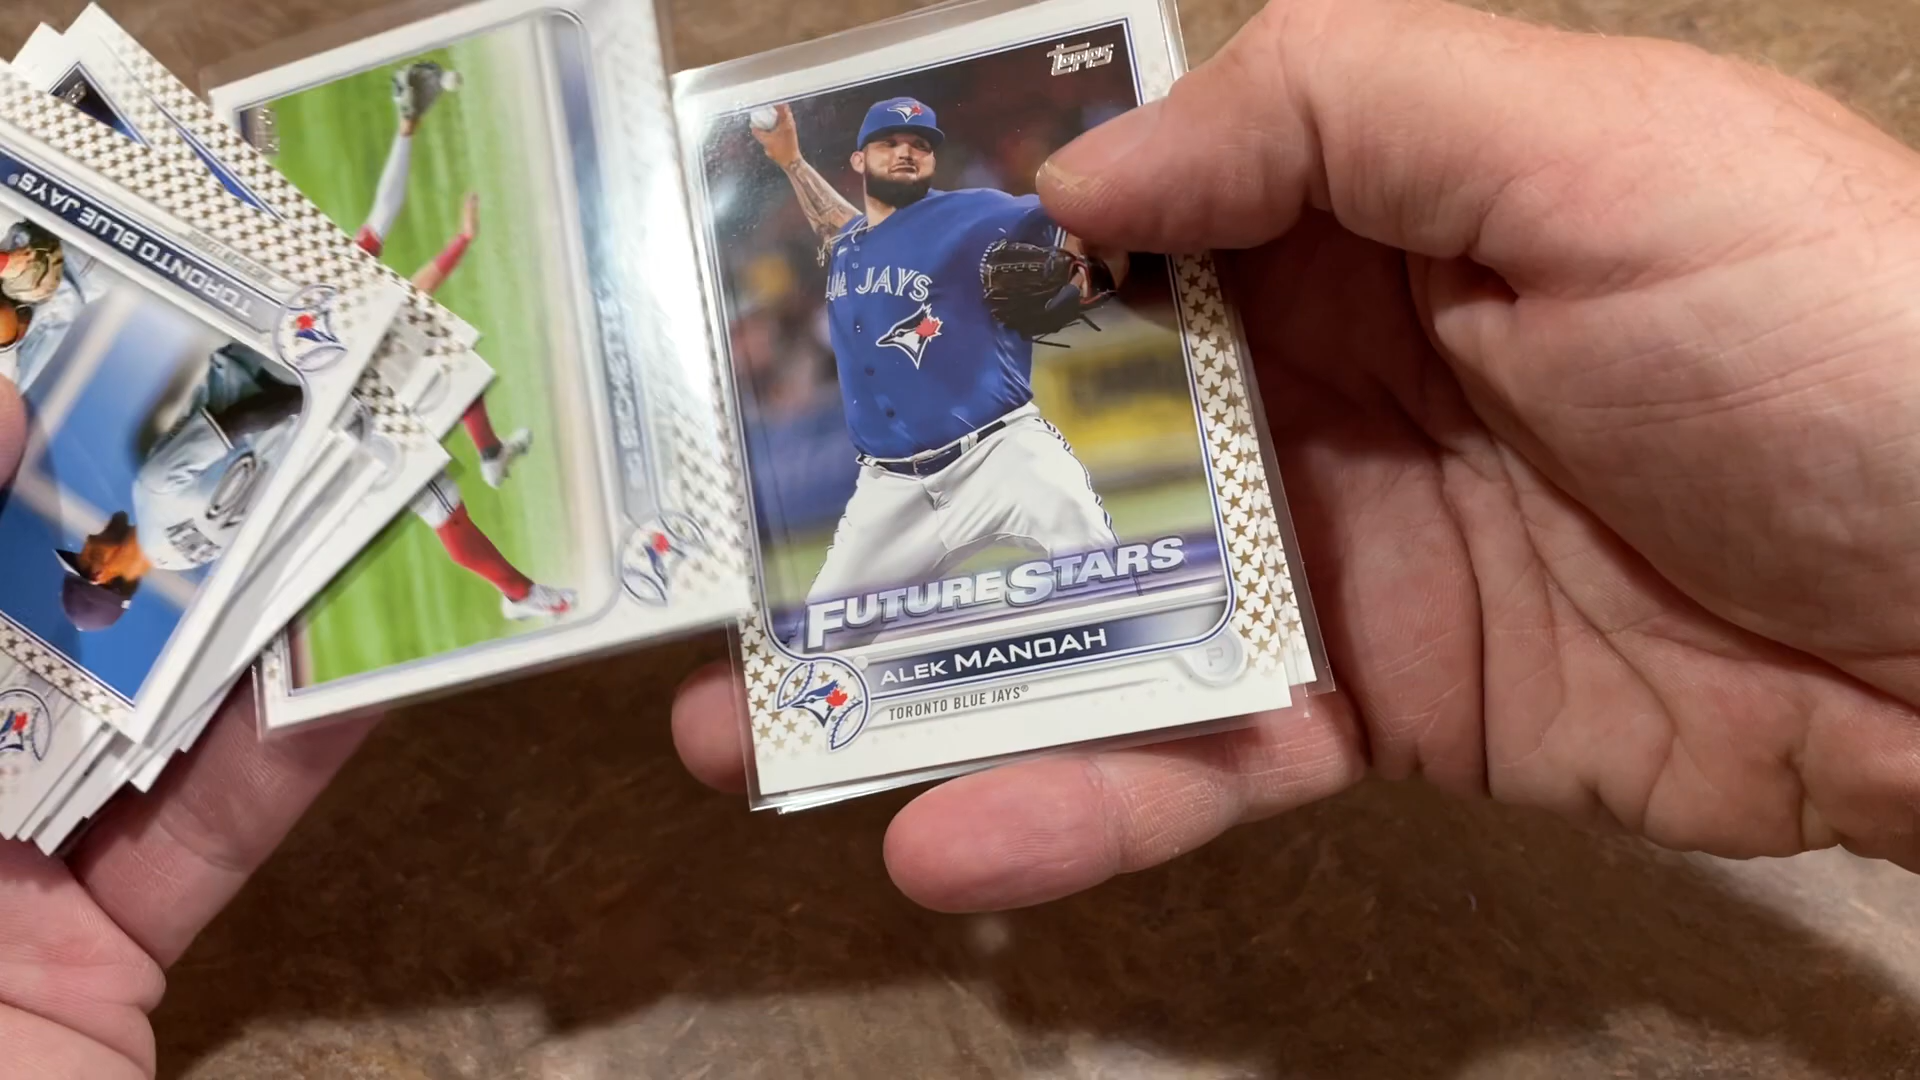 Topps
BLUE JAYS
FUTURE STARS
ALEK MANOAH
P
TORONTO BLUE JAYS®
TORONTO BLUE JAYS®